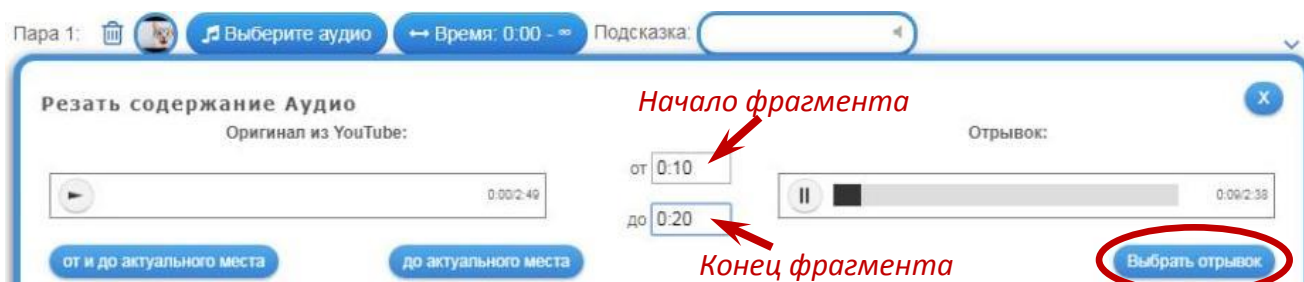 Пара 1: Выберите аудио Время: 0:00 - ∞ Подсказка:
Резать содержание Аудио Начало фрагмента X
Оригинал из YouTube: Отрывок:
от 0:10
0:00/2:49 0:09/2:38
до 0:20
от и до актуального места до актуального места Конец фрагмента Выбрать отрывок